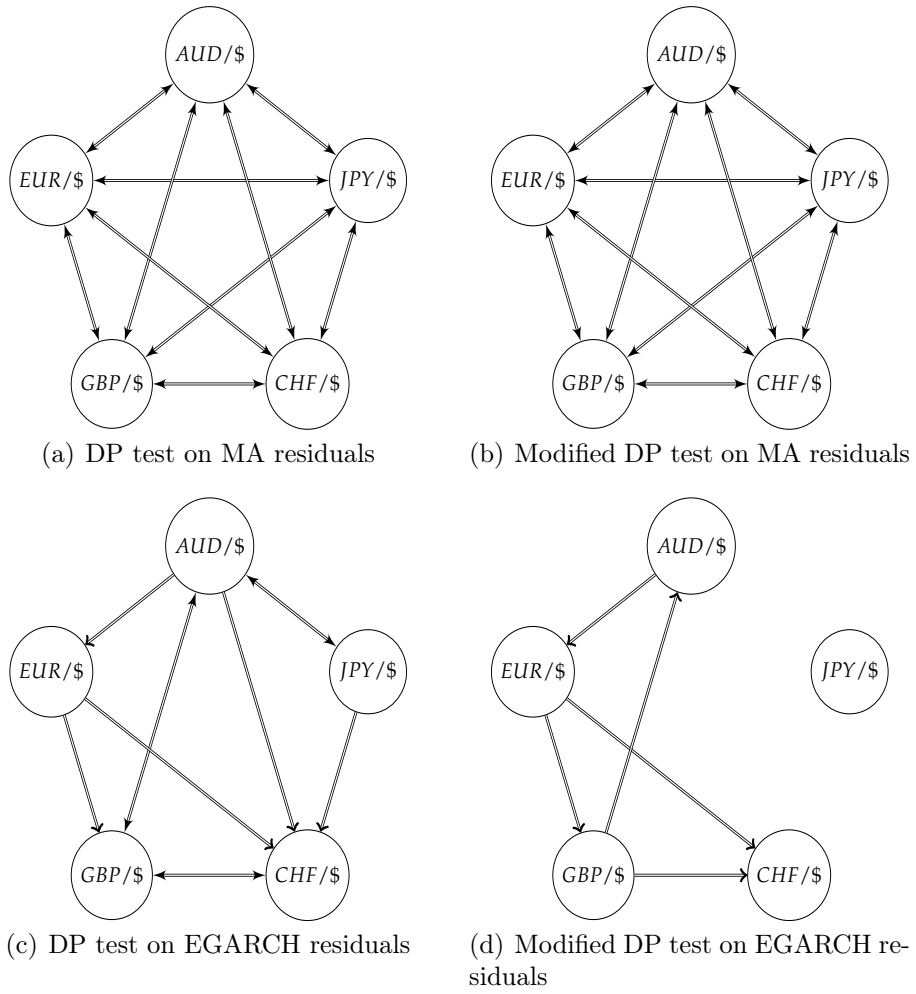 AUD/$
AUD/$
EUR/$
JPY/$
EUR/$
JPY/$
GBP/$
CHF/$
GBP/$
CHF/$
(a) DP test on MA residuals
(b) Modified DP test on MA residuals
AUD/$
AUD/$
EUR/$
JPY/$
EUR/$
JPY/$
GBP/$
CHF/$
GBP/$
CHF/$
(c) DP test on EGARCH residuals
(d) Modified DP test on EGARCH re-
siduals